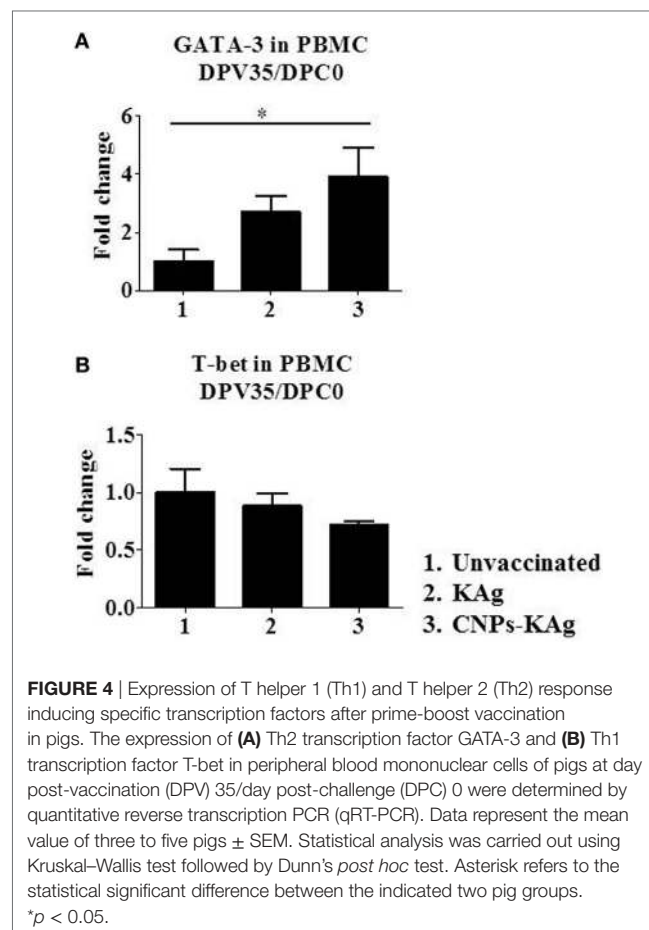 A
GATA-3 in PBMC
DPV35/DPC0
*
Fold change
6
4
2
0
1 2 3
B
T-bet in PBMC
DPV35/DPC0
Fold change
1.5
1.0
0.5
0.0
1 2 3
1. Unvaccinated
2. KAg
3. CNPs-KAg
FIGURE 4 | Expression of T helper 1 (Th1) and T helper 2 (Th2) response
inducing specific transcription factors after prime-boost vaccination
in pigs. The expression of (A) Th2 transcription factor GATA-3 and (B) Th1
transcription factor T-bet in peripheral blood mononuclear cells of pigs at day
post-vaccination (DPV) 35/day post-challenge (DPC) 0 were determined by
quantitative reverse transcription PCR (qRT-PCR). Data represent the mean
value of three to five pigs ± SEM. Statistical analysis was carried out using
Kruskal–Wallis test followed by Dunn's post hoc test. Asterisk refers to the
statistical significant difference between the indicated two pig groups.
*p < 0.05.